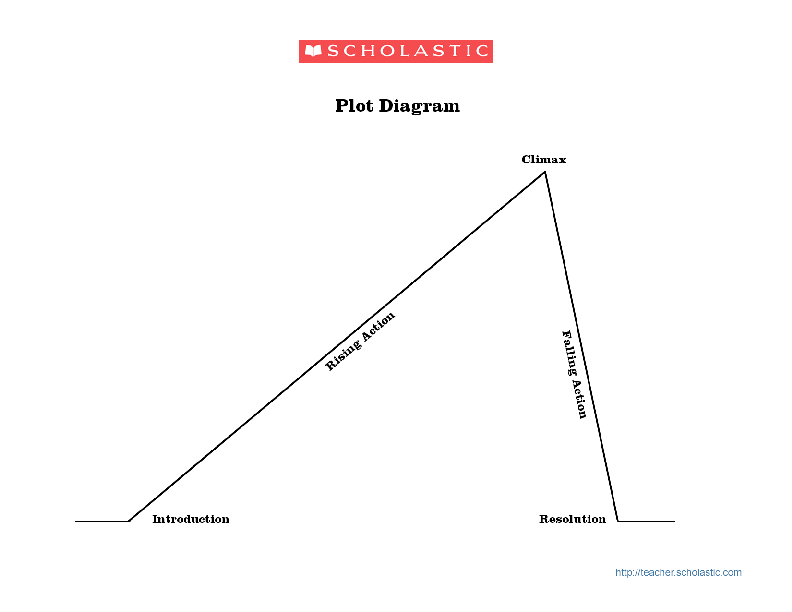 SCHOLASTIC
Plot Diagram
Climax
Rising Action
Falling Action
Introduction
Resolution
http://teacher.scholastic.com